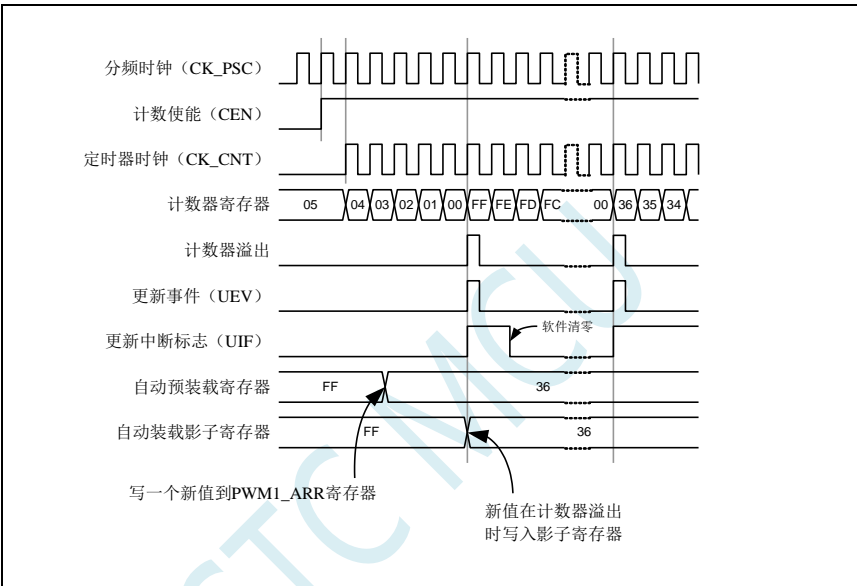 分频时钟（CK_PSC）
计数使能（CEN）
定时器时钟（CK_CNT）
计数器寄存器 05 04 03 02 01 00 FF FE FD FC 00 36 35 34
计数器溢出
更新事件（UEV）
更新中断标志（UIF） 软件清零
自动预装载寄存器 FF 36
自动装载影子寄存器 FF 36
写一个新值到PWM1_ARR寄存器
新值在计数器溢出
时写入影子寄存器
STC MCU